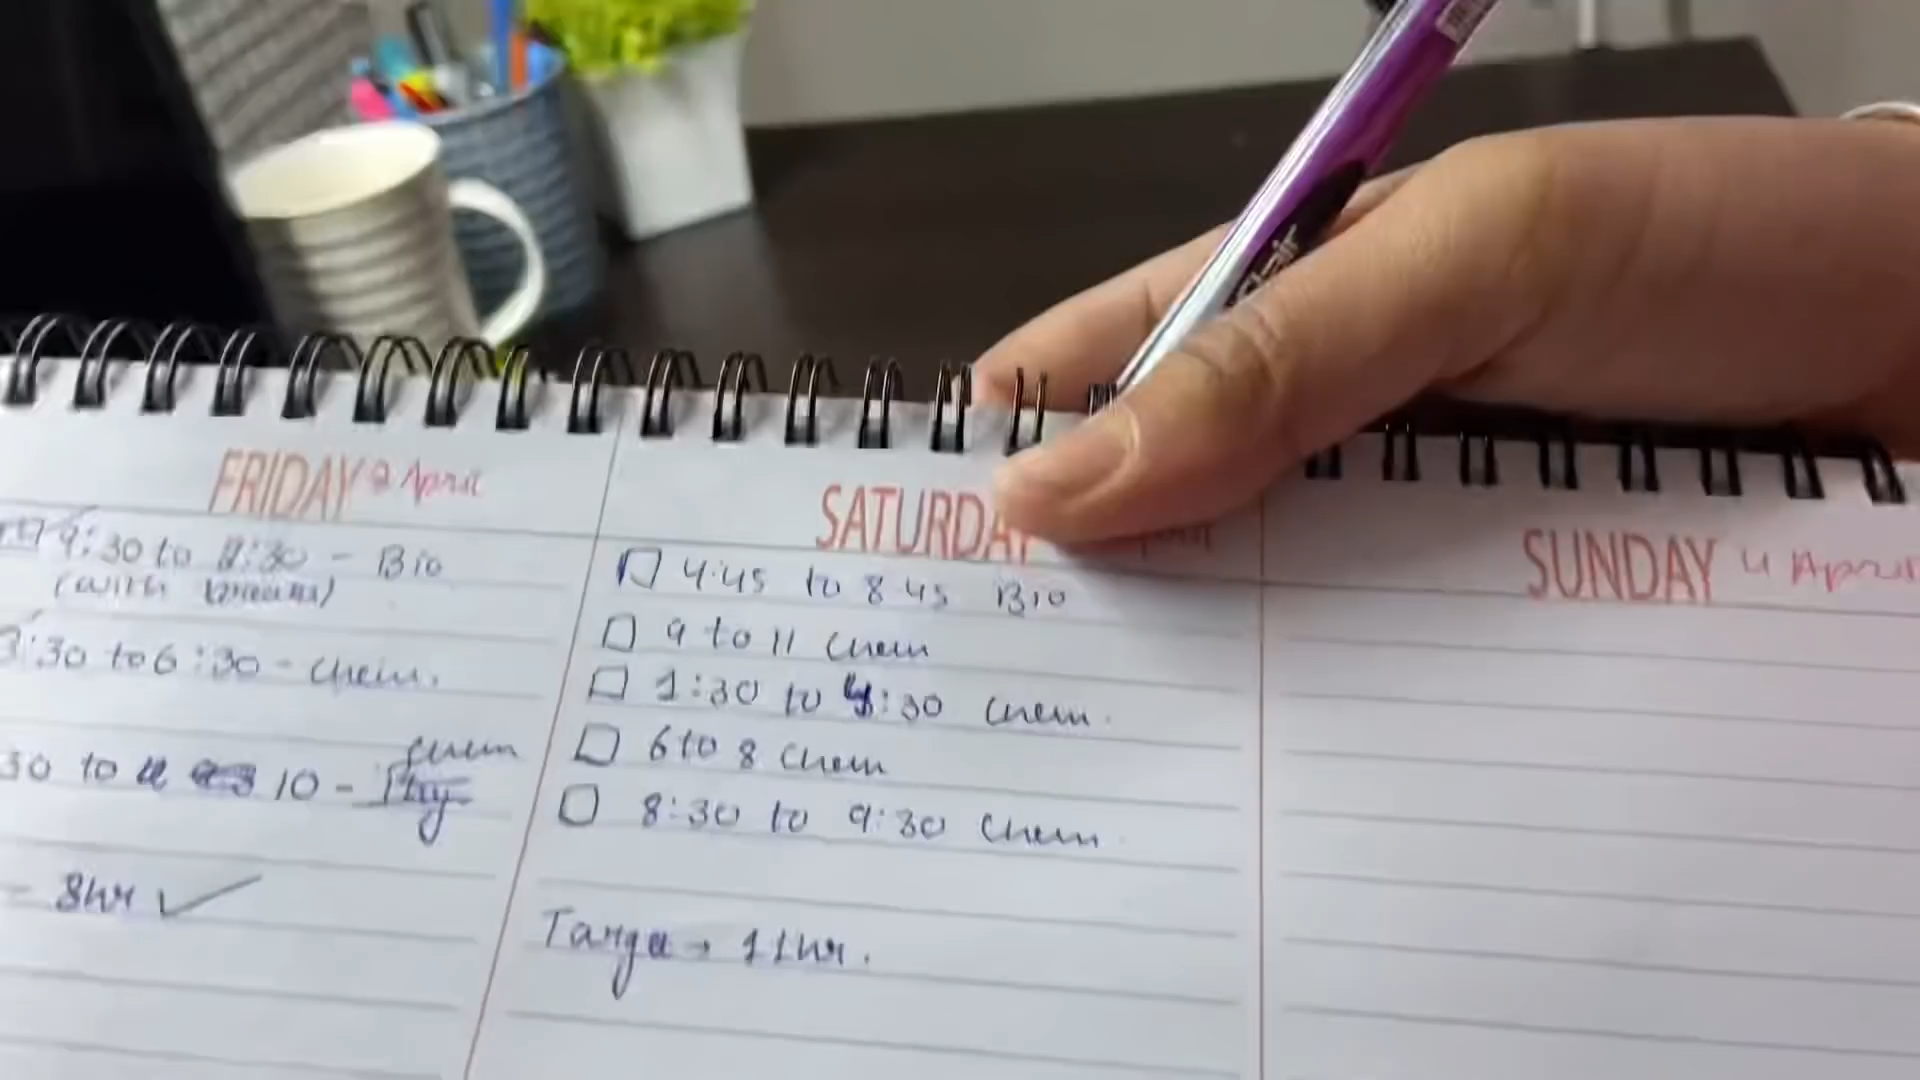 FRIDAY 2 April
9:30 to 2:30 - Bio
(with breaks)
3:30 to 6:30 - Chem.
chem
30 to 10 - Phy
- 8hr ✓
SATURDAY
4:45 to 8 45 Bio
9 to 11 Chem
1:30 to 4:30 Chem.
6 to 8 Chem
8:30 to 9:30 Chem.
Targe → 11hr.
SUNDAY 4 April